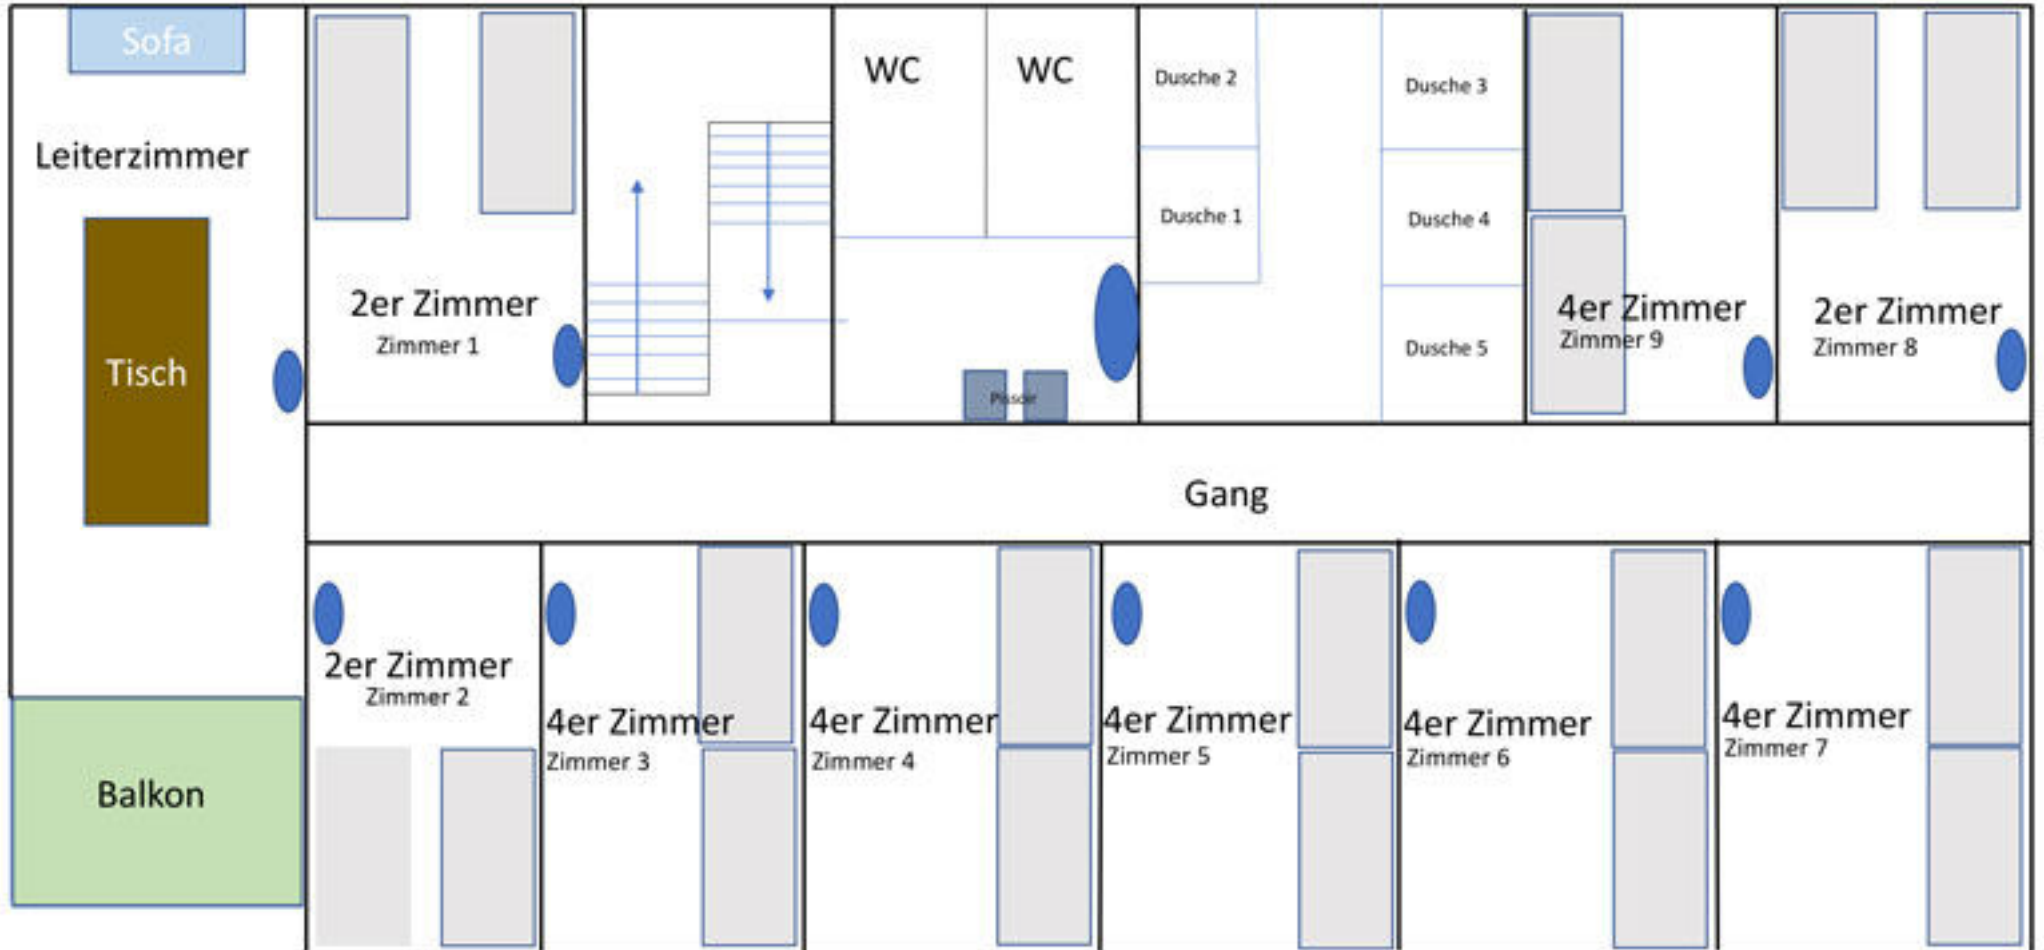 Sofa
Leiterzimmer
Tisch
Balkon
2er Zimmer
Zimmer 1
WC
WC
Pissoir
Dusche 2
Dusche 1
Dusche 3
Dusche 4
Dusche 5
4er Zimmer
Zimmer 9
2er Zimmer
Zimmer 8
Gang
2er Zimmer
Zimmer 2
4er Zimmer
Zimmer 3
4er Zimmer
Zimmer 4
4er Zimmer
Zimmer 5
4er Zimmer
Zimmer 6
4er Zimmer
Zimmer 7